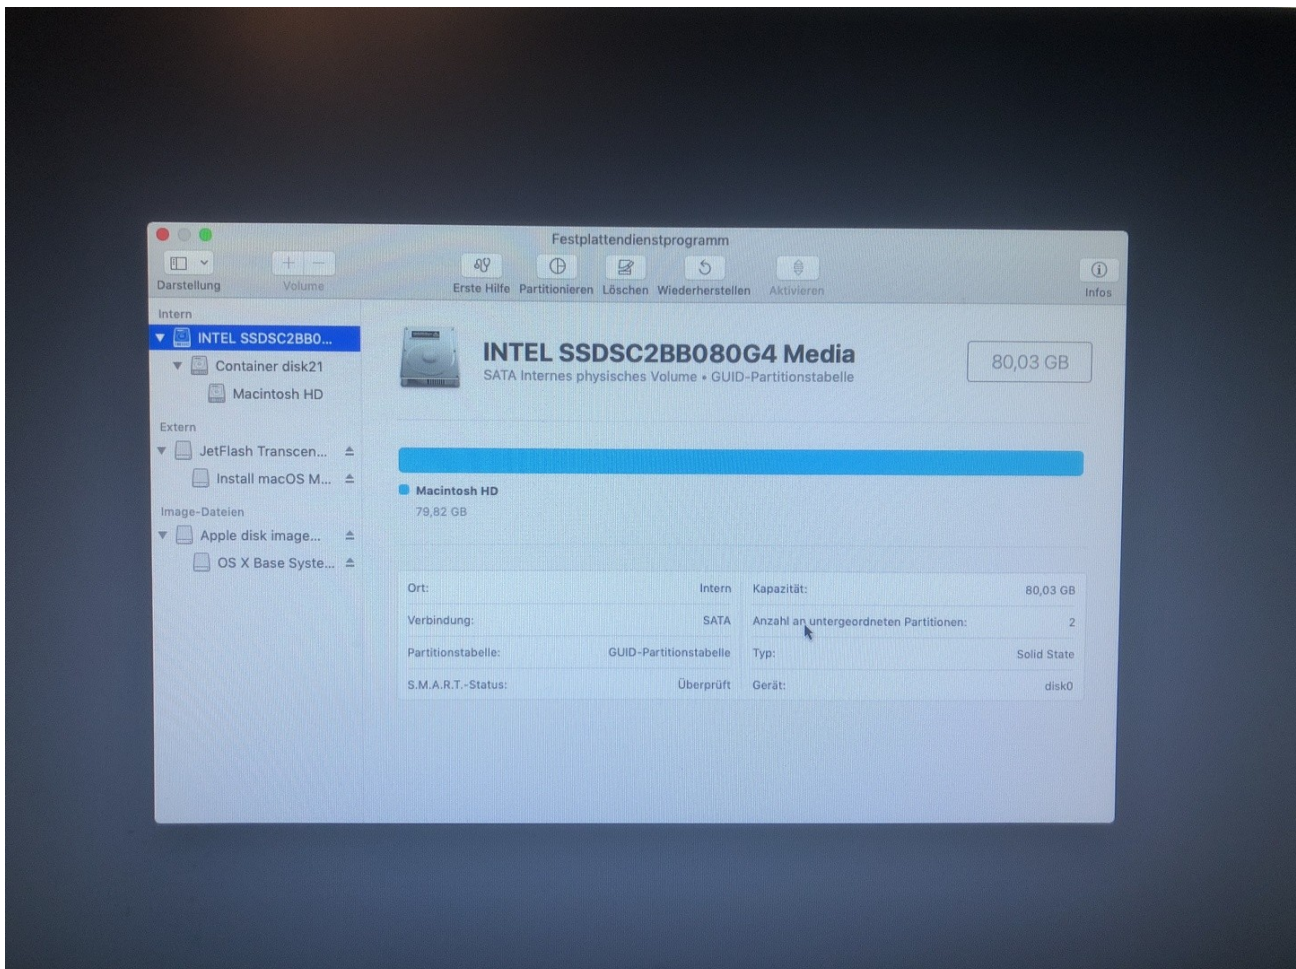 Festplattendienstprogramm
Darstellung
Volume
Erste Hilfe
Partitionieren
Löschen
Wiederherstellen
Aktivieren
Infos
Intern
INTEL SSDSC2BB0...
Container disk21
Macintosh HD
Extern
JetFlash Transcen...
Install macOS M...
Image-Dateien
Apple disk image...
OS X Base Syste...
INTEL SSDSC2BB080G4 Media
SATA Internes physisches Volume • GUID-Partitionstabelle
80,03 GB
Macintosh HD
79,82 GB
Ort: Intern
Verbindung: SATA
Partitionstabelle: GUID-Partitionstabelle
S.M.A.R.T.-Status: Überprüft
Kapazität: 80,03 GB
Anzahl an untergeordneten Partitionen: 2
Typ: Solid State
Gerät: disk0